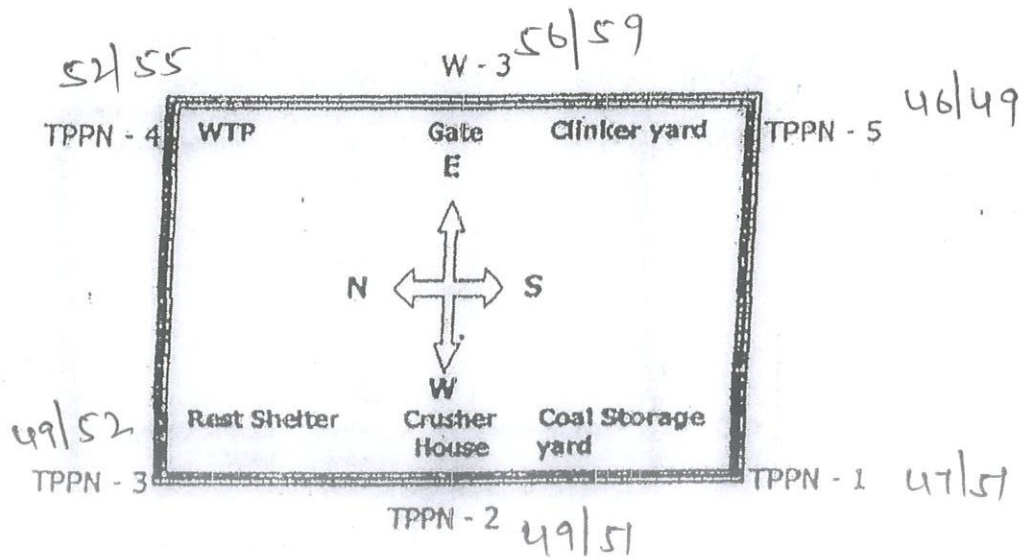 56/59
52/55
W - 3
46/49
TPPN - 4
WTP
Gate
Clinker yard
TPPN - 5
E
N
S
W
Rest Shelter
Crusher House
Coal Storage yard
49/52
TPPN - 3
TPPN - 1
47/51
TPPN - 2
49/51